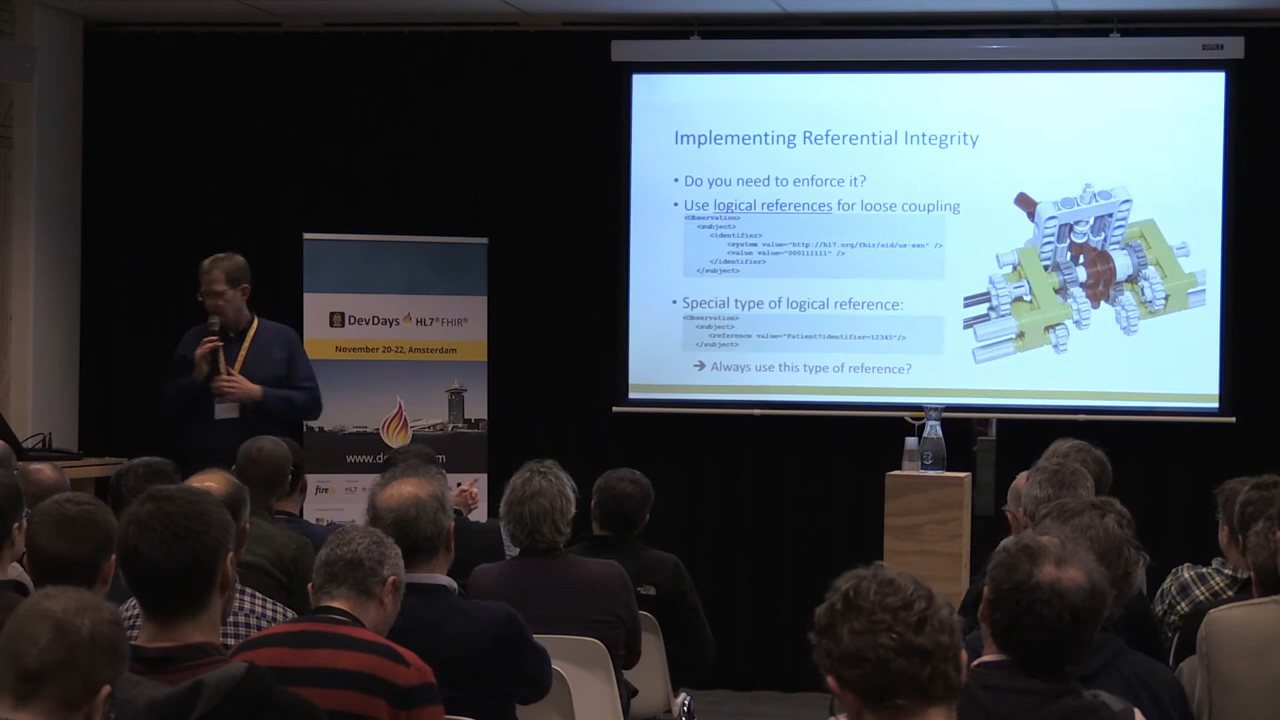 Implementing Referential Integrity
• Do you need to enforce it?
• Use logical references for loose coupling
<Observation>
<subject>
<identifier>
<system value="http://hl7.org/fhir/sid/us-ssn" />
<value value="000111111" />
</identifier>
</subject>
• Special type of logical reference:
<Observation>
<subject>
<reference value="Patient?identifier=12345"/>
</subject>
➔ Always use this type of reference?
DevDays HL7® FHIR®
November 20-22, Amsterdam
fire
HL7